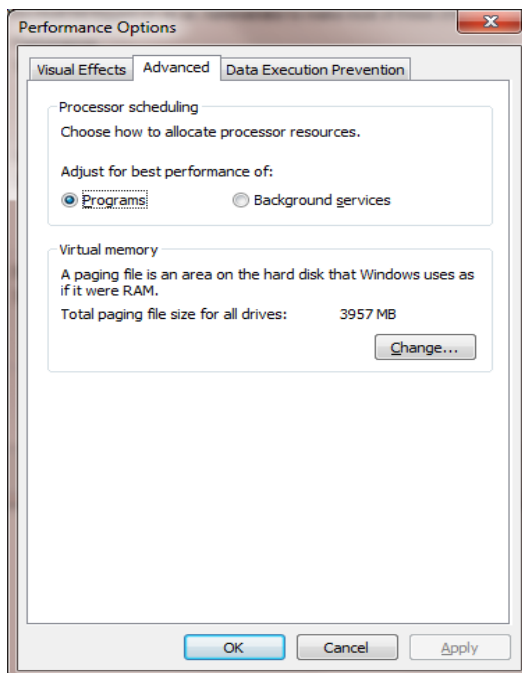 Performance Options
Visual Effects Advanced Data Execution Prevention
Processor scheduling
Choose how to allocate processor resources.
Adjust for best performance of:
Programs Background services
Virtual memory
A paging file is an area on the hard disk that Windows uses as
if it were RAM.
Total paging file size for all drives: 3957 MB
Change...
OK Cancel Apply